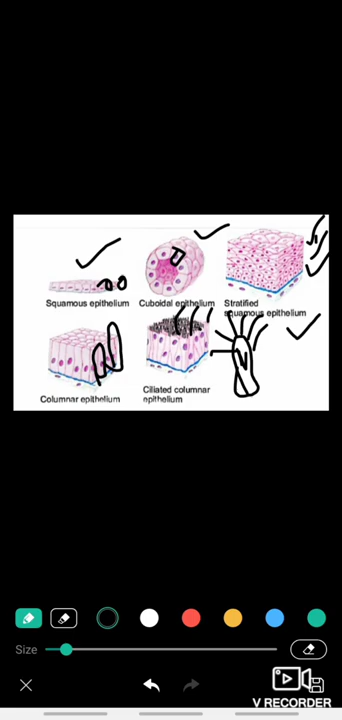 Squamous epithelium
Cuboidal epithelium
Stratified
squamous epithelium
Columnar epithelium
Ciliated columnar
epithelium
Size
V RECORDER